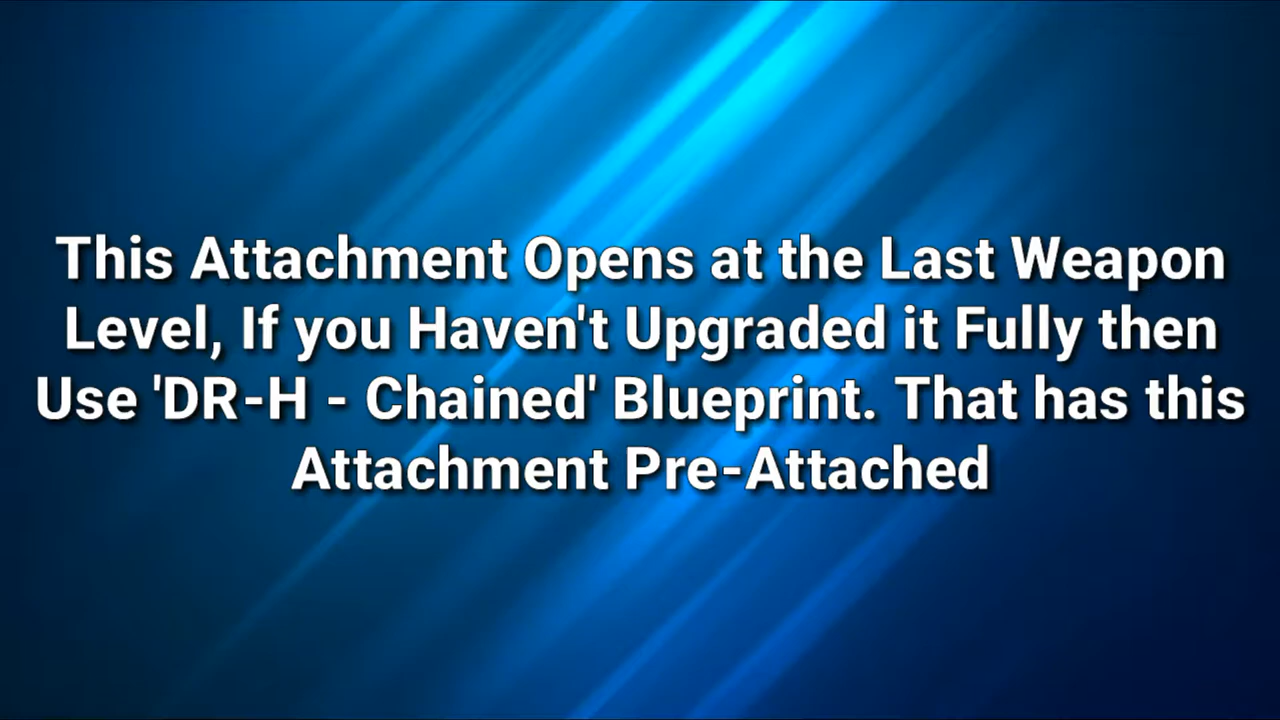 This Attachment Opens at the Last Weapon
Level, If you Haven't Upgraded it Fully then
Use 'DR-H - Chained' Blueprint. That has this
Attachment Pre-Attached